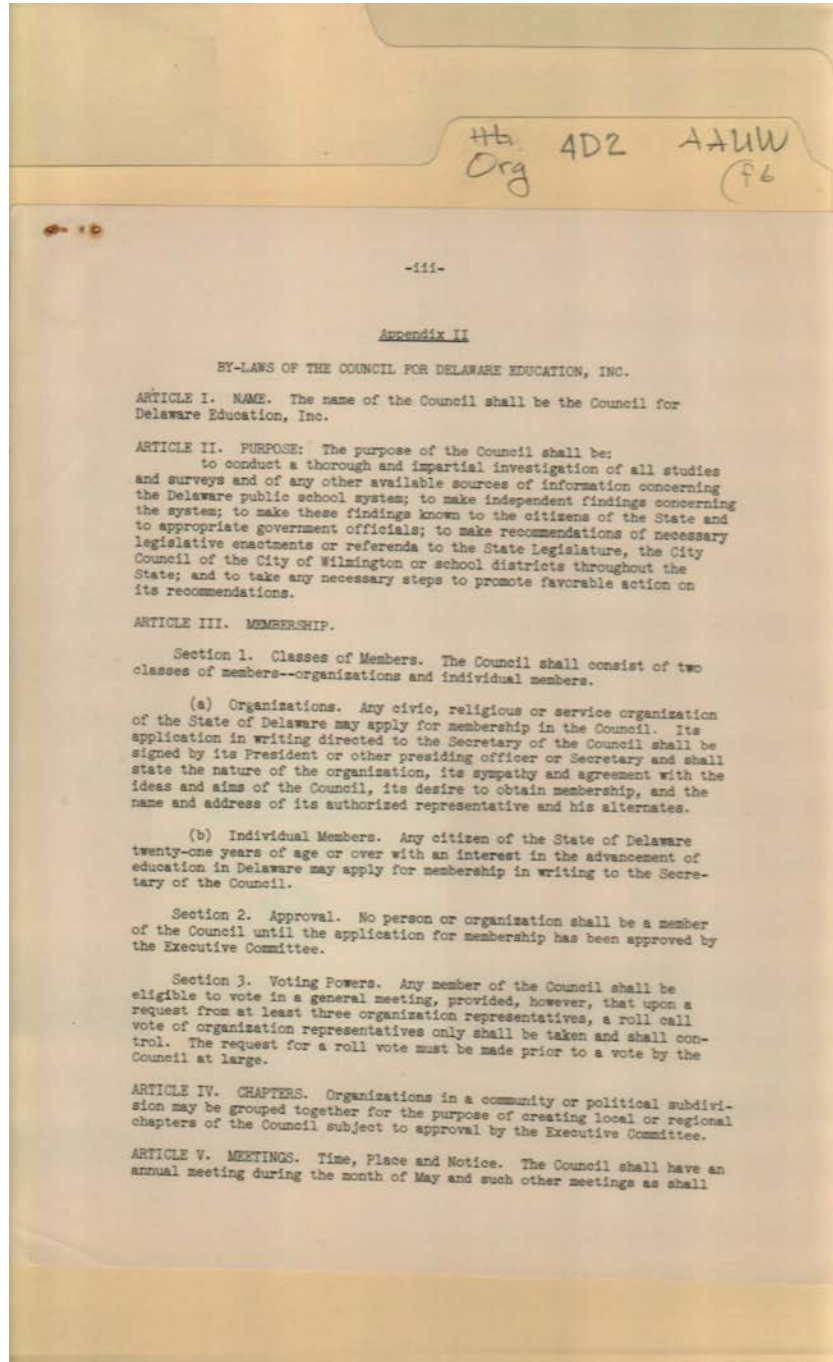 Org 4D2 AAUW
-iii-
Appendix II
BY-LAWS OF THE COUNCIL FOR DELAWARE EDUCATION, INC.
ARTICLE I. NAME. The name of the Council shall be the Council for
Delaware Education, Inc.
ARTICLE II. PURPOSE: The purpose of the Council shall be:
to conduct a thorough and impartial investigation of all studies
and surveys and of any other available sources of information concerning
the Delaware public school system; to make independent findings concerning
the system; to make these findings known to the citizens of the State and
to appropriate government officials; to make recommendations of necessary
legislative enactments or referenda to the State Legislature, the City
Council of the City of Wilmington or school districts throughout the
State; and to take any necessary steps to promote favorable action on
its recommendations.
ARTICLE III. MEMBERSHIP.
Section 1. Classes of Members. The Council shall consist of two
classes of members--organizations and individual members.
(a) Organizations. Any civic, religious or service organization
of the State of Delaware may apply for membership in the Council. Its
application in writing directed to the Secretary of the Council shall be
signed by its President or other presiding officer or Secretary and shall
state the nature of the organization, its sympathy and agreement with the
ideas and aims of the Council, its desire to obtain membership, and the
name and address of its authorized representative and his alternates.
(b) Individual Members. Any citizen of the State of Delaware
twenty-one years of age or over with an interest in the advancement of
education in Delaware may apply for membership in writing to the Secre-
tary of the Council.
Section 2. Approval. No person or organization shall be a member
of the Council until the application for membership has been approved by
the Executive Committee.
Section 3. Voting Powers. Any member of the Council shall be
eligible to vote in a general meeting, provided, however, that upon a
request from at least three organization representatives, a roll call
vote of organization representatives only shall be taken and shall con-
trol. The request for a roll vote must be made prior to a vote by the
Council at large.
ARTICLE IV. CHAPTERS. Organizations in a community or political subdivi-
sion may be grouped together for the purpose of creating local or regional
chapters of the Council subject to approval by the Executive Committee.
ARTICLE V. MEETINGS. Time, Place and Notice. The Council shall have an
annual meeting during the month of May and such other meetings as shall